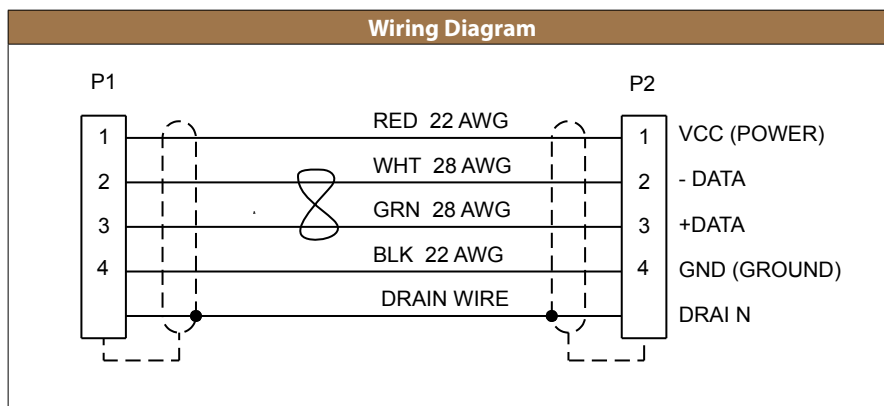 Wiring Diagram
P1 P2
1 RED 22 AWG 1 VCC (POWER)
2 WHT 28 AWG 2 - DATA
3 GRN 28 AWG 3 +DATA
4 BLK 22 AWG 4 GND (GROUND)
DRAIN WIRE DRAI N